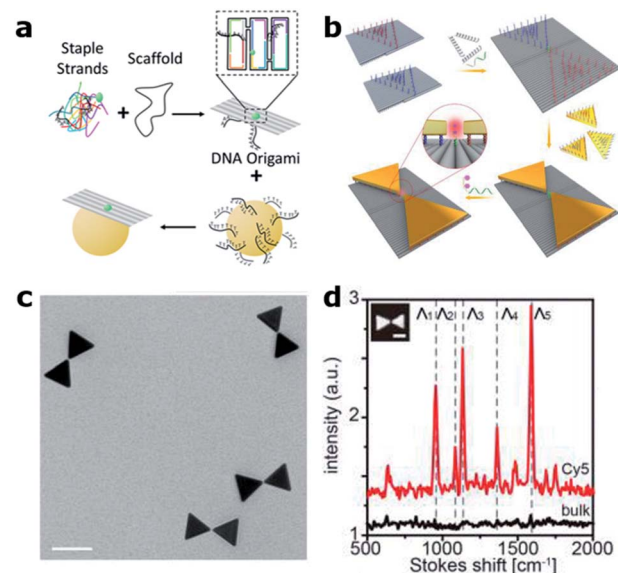 a
Staple
Strands
Scaffold
+
DNA Origami
+
b
c
d
3
2
1
intensity (a.u.)
Λ1 Λ2 Λ3 Λ4 Λ5
Cy5
bulk
500 1000 1500 2000
Stokes shift [cm⁻¹]